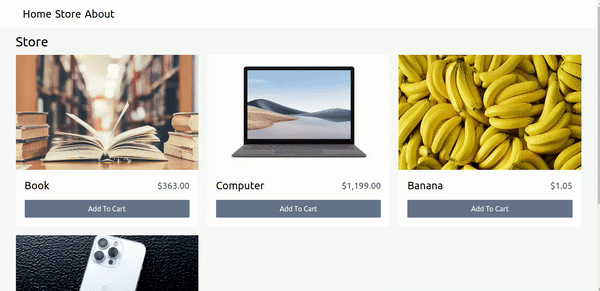 Home Store About
Store
Book $363.00
Computer $1,199.00
Banana $1.05
Add To Cart
Add To Cart
Add To Cart